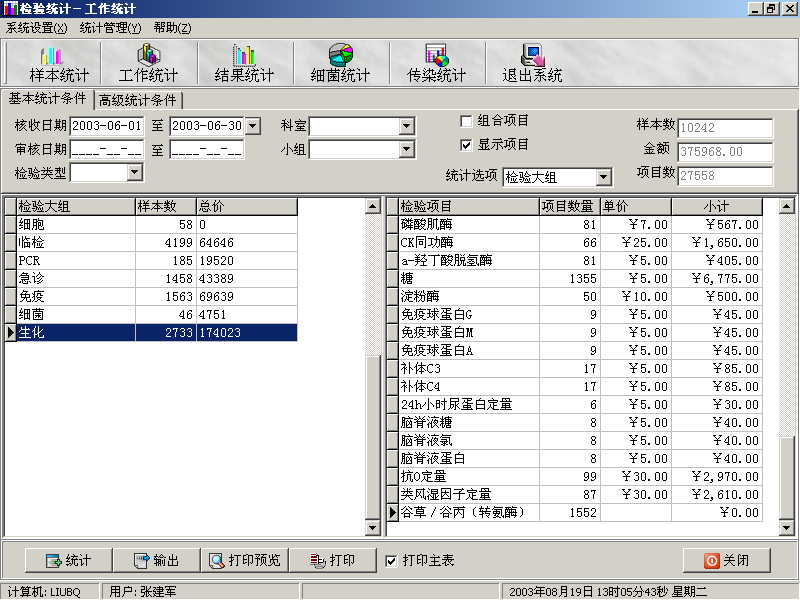 检验统计－工作统计
系统设置(X) 统计管理(Y) 帮助(Z)
样本统计 工作统计 结果统计 细菌统计 传染统计 退出系统
基本统计条件 高级统计条件
核收日期 2003-06-01 至 2003-06-30 科室 组合项目 样本数 10242
审核日期 ____-__-__ 至 ____-__-__ 小组 显示项目 金额 375968.00
检验类型 统计选项 检验大组 项目数 27558
检验大组 样本数 总价
细胞 58 0
临检 4199 64646
PCR 185 19520
急诊 1458 43389
免疫 1563 69639
细菌 46 4751
生化 2733 174023
检验项目 项目数量 单价 小计
磷酸肌酶 81 ￥7.00 ￥567.00
CK同功酶 66 ￥25.00 ￥1,650.00
a-羟丁酸脱氢酶 81 ￥5.00 ￥405.00
糖 1355 ￥5.00 ￥6,775.00
淀粉酶 50 ￥10.00 ￥500.00
免疫球蛋白G 9 ￥5.00 ￥45.00
免疫球蛋白M 9 ￥5.00 ￥45.00
免疫球蛋白A 9 ￥5.00 ￥45.00
补体C3 17 ￥5.00 ￥85.00
补体C4 17 ￥5.00 ￥85.00
24h小时尿蛋白定量 6 ￥5.00 ￥30.00
脑脊液糖 8 ￥5.00 ￥40.00
脑脊液氯 8 ￥5.00 ￥40.00
脑脊液蛋白 8 ￥5.00 ￥40.00
抗O定量 99 ￥30.00 ￥2,970.00
类风湿因子定量 87 ￥30.00 ￥2,610.00
谷草／谷丙（转氨酶） 1552 ￥0.00
统计 输出 打印预览 打印 打印主表 关闭
计算机: LIUBQ 用户: 张建军 2003年08月19日 13时05分43秒 星期二